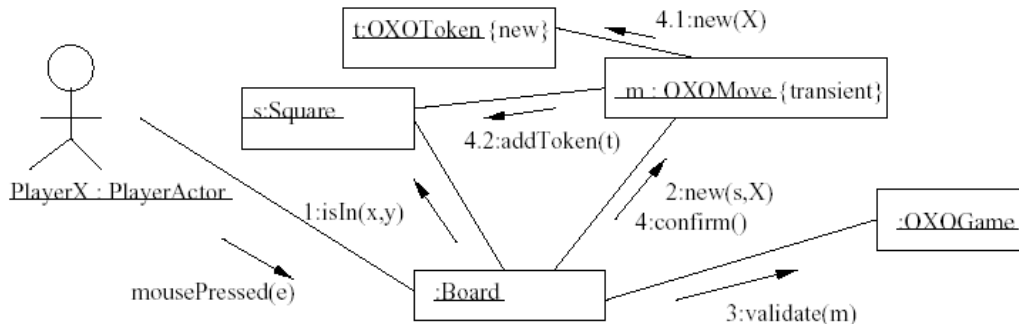 4.1:new(X)
t:OXOToken {new}
m : OXOMove {transient}
s:Square
4.2:addToken(t)
PlayerX : PlayerActor
1:isIn(x,y)
2:new(s,X)
4:confirm()
:OXOGame
mousePressed(e)
:Board
3:validate(m)